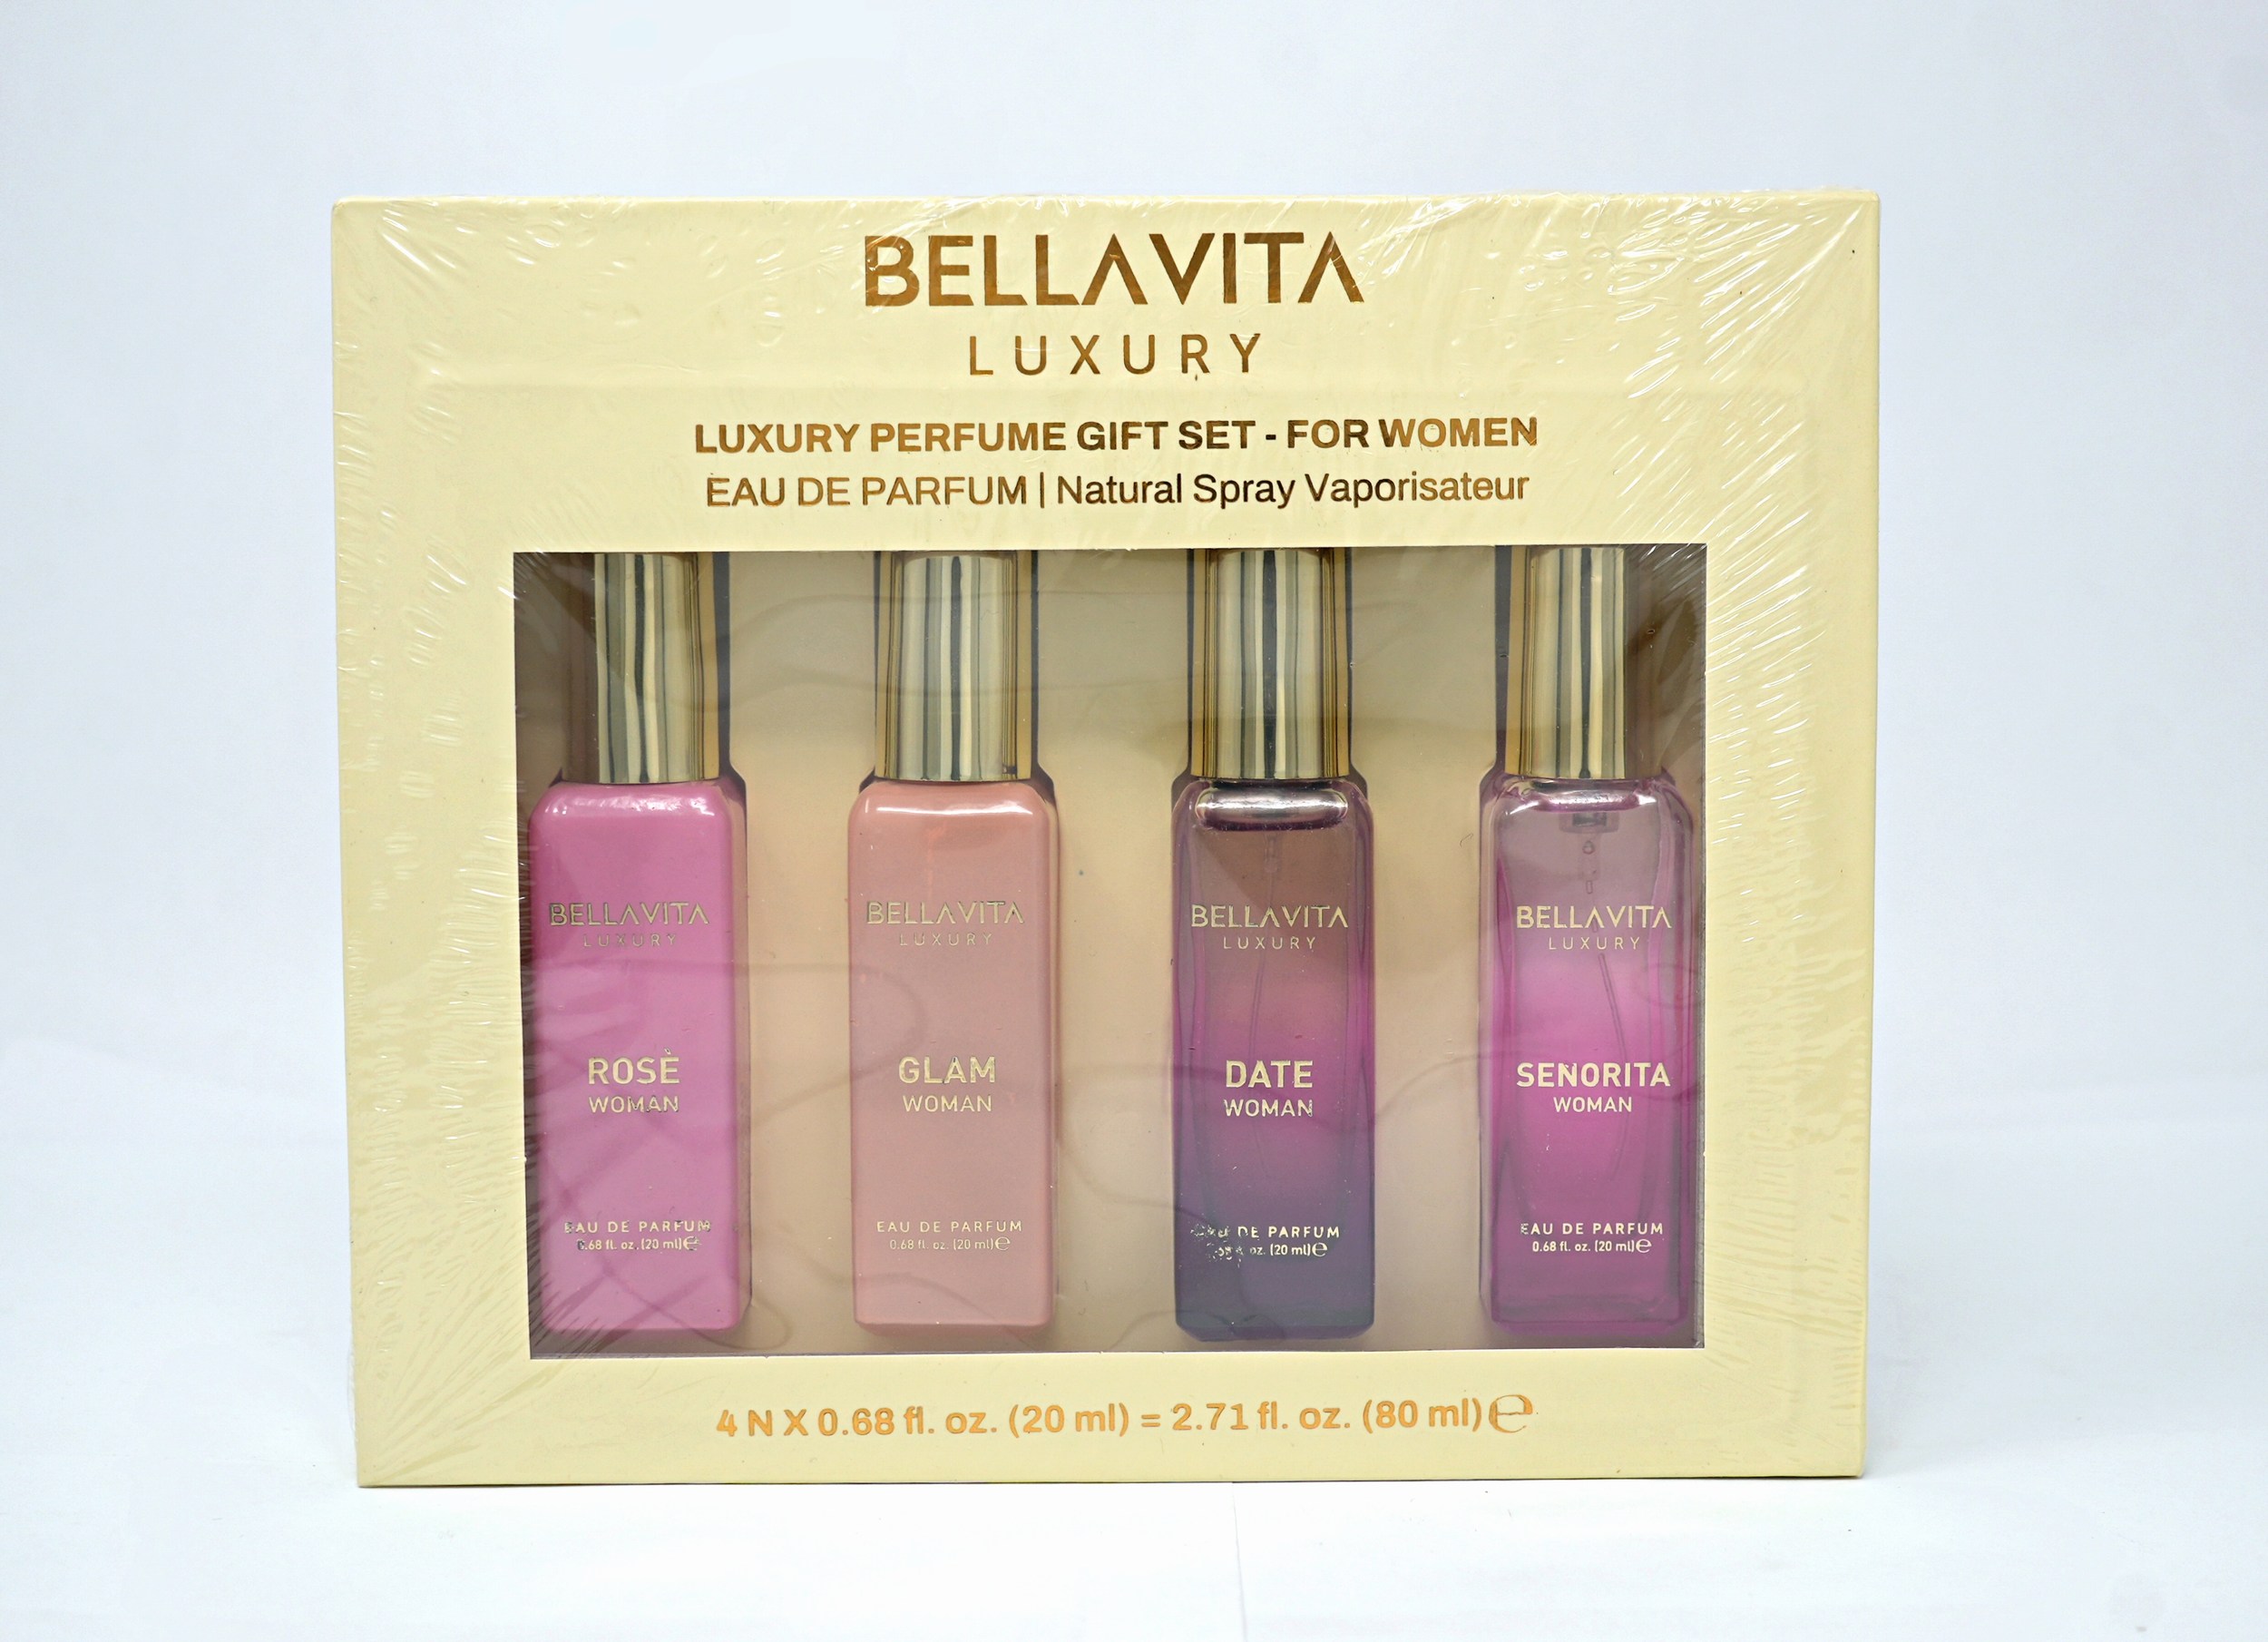 BELLAVITA
LUXURY
LUXURY PERFUME GIFT SET - FOR WOMEN
EAU DE PARFUM | Natural Spray Vaporisateur
BELLAVITA
LUXURY
ROSÈ
WOMAN
EAU DE PARFUM
0.68 fl. oz. (20 ml) ℮
BELLAVITA
LUXURY
GLAM
WOMAN
EAU DE PARFUM
0.68 fl. oz. (20 ml) ℮
BELLAVITA
LUXURY
DATE
WOMAN
DE PARFUM
oz. (20 ml) ℮
BELLAVITA
LUXURY
SENORITA
WOMAN
EAU DE PARFUM
0.68 fl. oz. (20 ml) ℮
4 N X 0.68 fl. oz. (20 ml) = 2.71 fl. oz. (80 ml) ℮